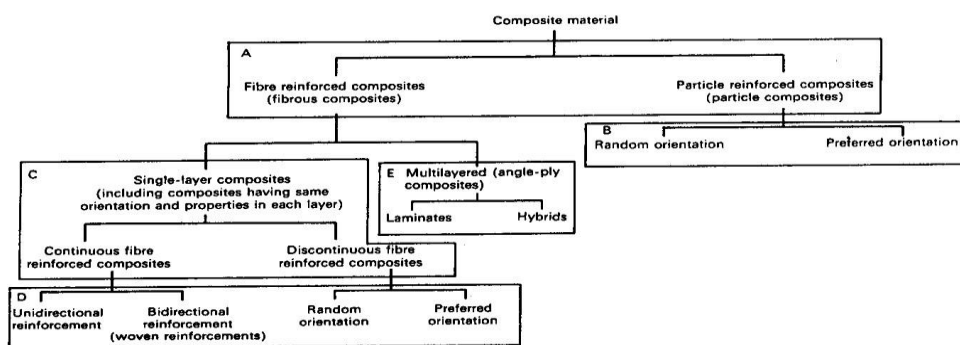 Composite material
A
Fibre reinforced composites
(fibrous composites)
Particle reinforced composites
(particle composites)
B
Random orientation
Preferred orientation
C
Single-layer composites
(including composites having same
orientation and properties in each layer)
E
Multilayered (angle-ply
composites)
Laminates
Hybrids
Continuous fibre
reinforced composites
Discontinuous fibre
reinforced composites
D
Unidirectional
reinforcement
Bidirectional
reinforcement
(woven reinforcements)
Random
orientation
Preferred
orientation